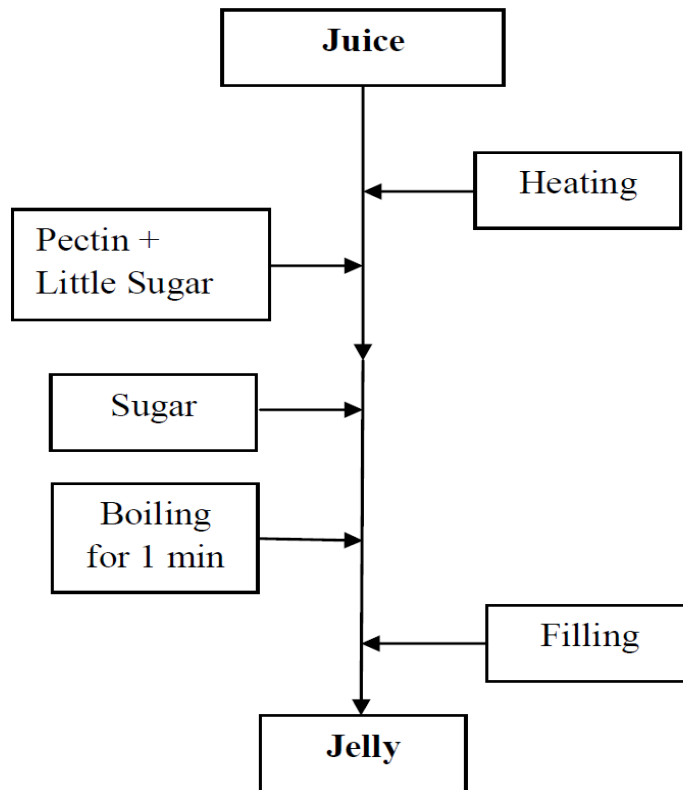 Juice
Heating
Pectin +
Little Sugar
Sugar
Boiling
for 1 min
Filling
Jelly